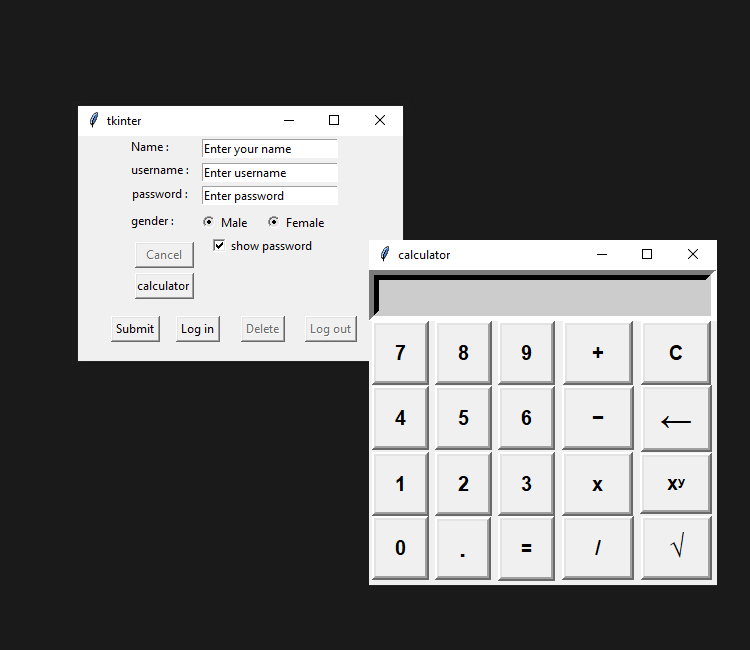 tkinter
Name :
Enter your name
username :
Enter username
password :
Enter password
gender :
Male
Female
Cancel
show password
calculator
Submit
Log in
Delete
Log out
calculator
7 8 9 + C
4 5 6 − ←
1 2 3 x xʸ
0 . = / √